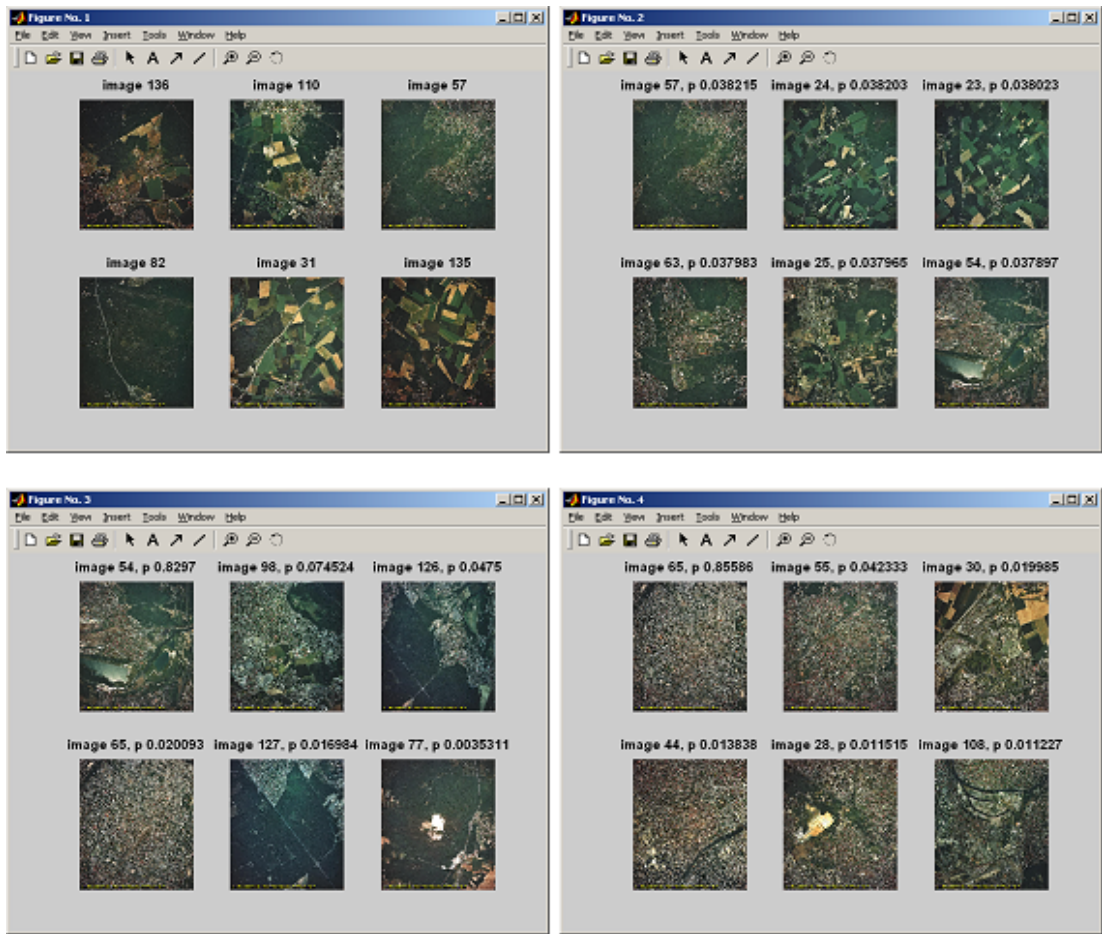 Figure No. 1
File Edit View Insert Tools Window Help
image 136 image 110 image 57
image 82 image 31 image 135
Figure No. 2
File Edit View Insert Tools Window Help
image 57, p 0.038215 image 24, p 0.038203 image 23, p 0.038023
image 63, p 0.037983 image 25, p 0.037965 image 54, p 0.037897
Figure No. 3
File Edit View Insert Tools Window Help
image 54, p 0.8297 image 98, p 0.074524 image 126, p 0.0475
image 65, p 0.020093 image 127, p 0.016984 image 77, p 0.0035311
Figure No. 4
File Edit View Insert Tools Window Help
image 65, p 0.85586 image 55, p 0.042333 image 30, p 0.019985
image 44, p 0.013838 image 28, p 0.011515 image 108, p 0.011227